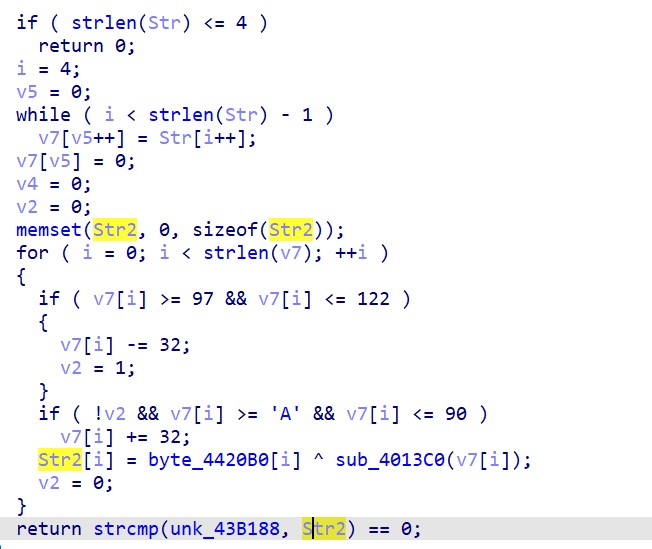 if ( strlen(Str) <= 4 )
return 0;
i = 4;
v5 = 0;
while ( i < strlen(Str) - 1 )
v7[v5++] = Str[i++];
v7[v5] = 0;
v4 = 0;
v2 = 0;
memset(Str2, 0, sizeof(Str2));
for ( i = 0; i < strlen(v7); ++i )
{
if ( v7[i] >= 97 && v7[i] <= 122 )
{
v7[i] -= 32;
v2 = 1;
}
if ( !v2 && v7[i] >= 'A' && v7[i] <= 90 )
v7[i] += 32;
Str2[i] = byte_4420B0[i] ^ sub_4013C0(v7[i]);
v2 = 0;
}
return strcmp(unk_43B188, Str2) == 0;